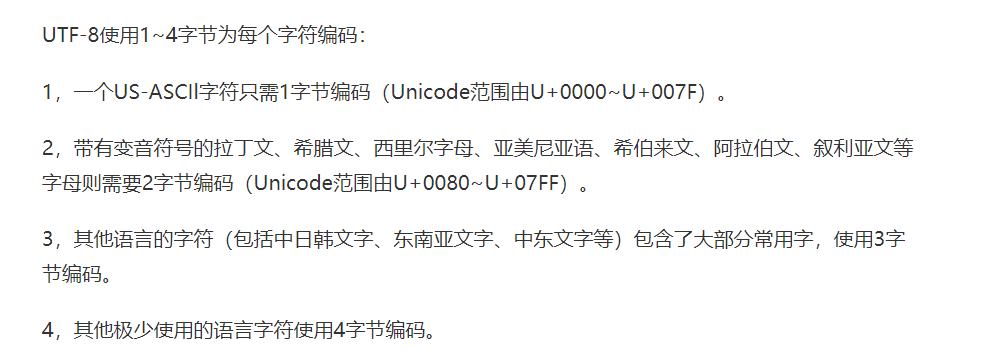 UTF-8使用1~4字节为每个字符编码：
1，一个US-ASCIl字符只需1字节编码（Unicode范围由U+0000~U+007F）。
2，带有变音符号的拉丁文、希腊文、西里尔字母、亚美尼亚语、希伯来文、阿拉伯文、叙利亚文等
字母则需要2字节编码（Unicode范围由U+0080~U+07FF）。
3，其他语言的字符（包括中日韩文字、东南亚文字、中东文字等）包含了大部分常用字，使用3字
节编码。
4，其他极少使用的语言字符使用4字节编码。